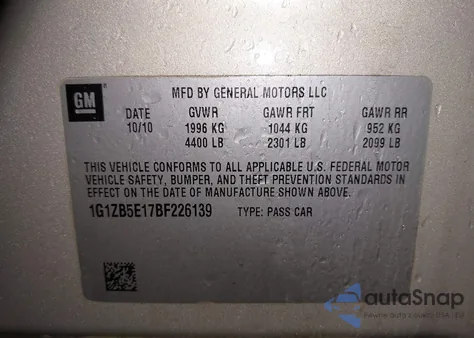 GM
MFD BY GENERAL MOTORS LLC
DATE GVWR GAWR FRT GAWR RR
10/10 1996 KG 1044 KG 952 KG
4400 LB 2301 LB 2099 LB
THIS VEHICLE CONFORMS TO ALL APPLICABLE U.S. FEDERAL MOTOR
VEHICLE SAFETY, BUMPER, AND THEFT PREVENTION STANDARDS IN
EFFECT ON THE DATE OF MANUFACTURE SHOWN ABOVE.
1G1ZB5E17BF226139 TYPE: PASS CAR
autoSnap